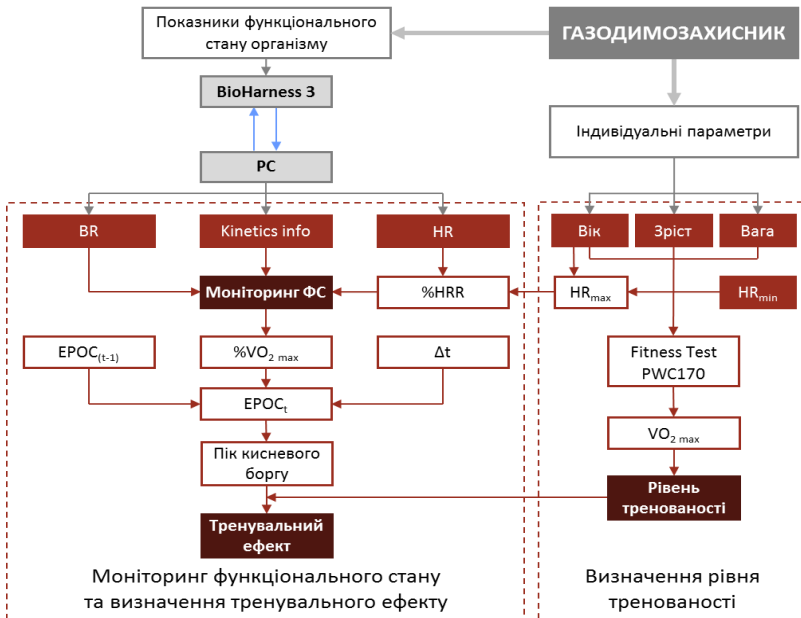 Показники функціонального
стану організму
ГАЗОДИМОЗАХИСНИК
BioHarness 3
Індивідуальні параметри
PC
BR
Kinetics info
HR
Вік
Зріст
Вага
Моніторинг ФС
%HRR
HRmax
HRmin
EPOC(t-1)
%VO2 max
Δt
Fitness Test
PWC170
EPOCt
VO2 max
Пік кисневого
боргу
Рівень
тренованості
Тренувальний
ефект
Моніторинг функціонального стану
та визначення тренувального ефекту
Визначення рівня
тренованості